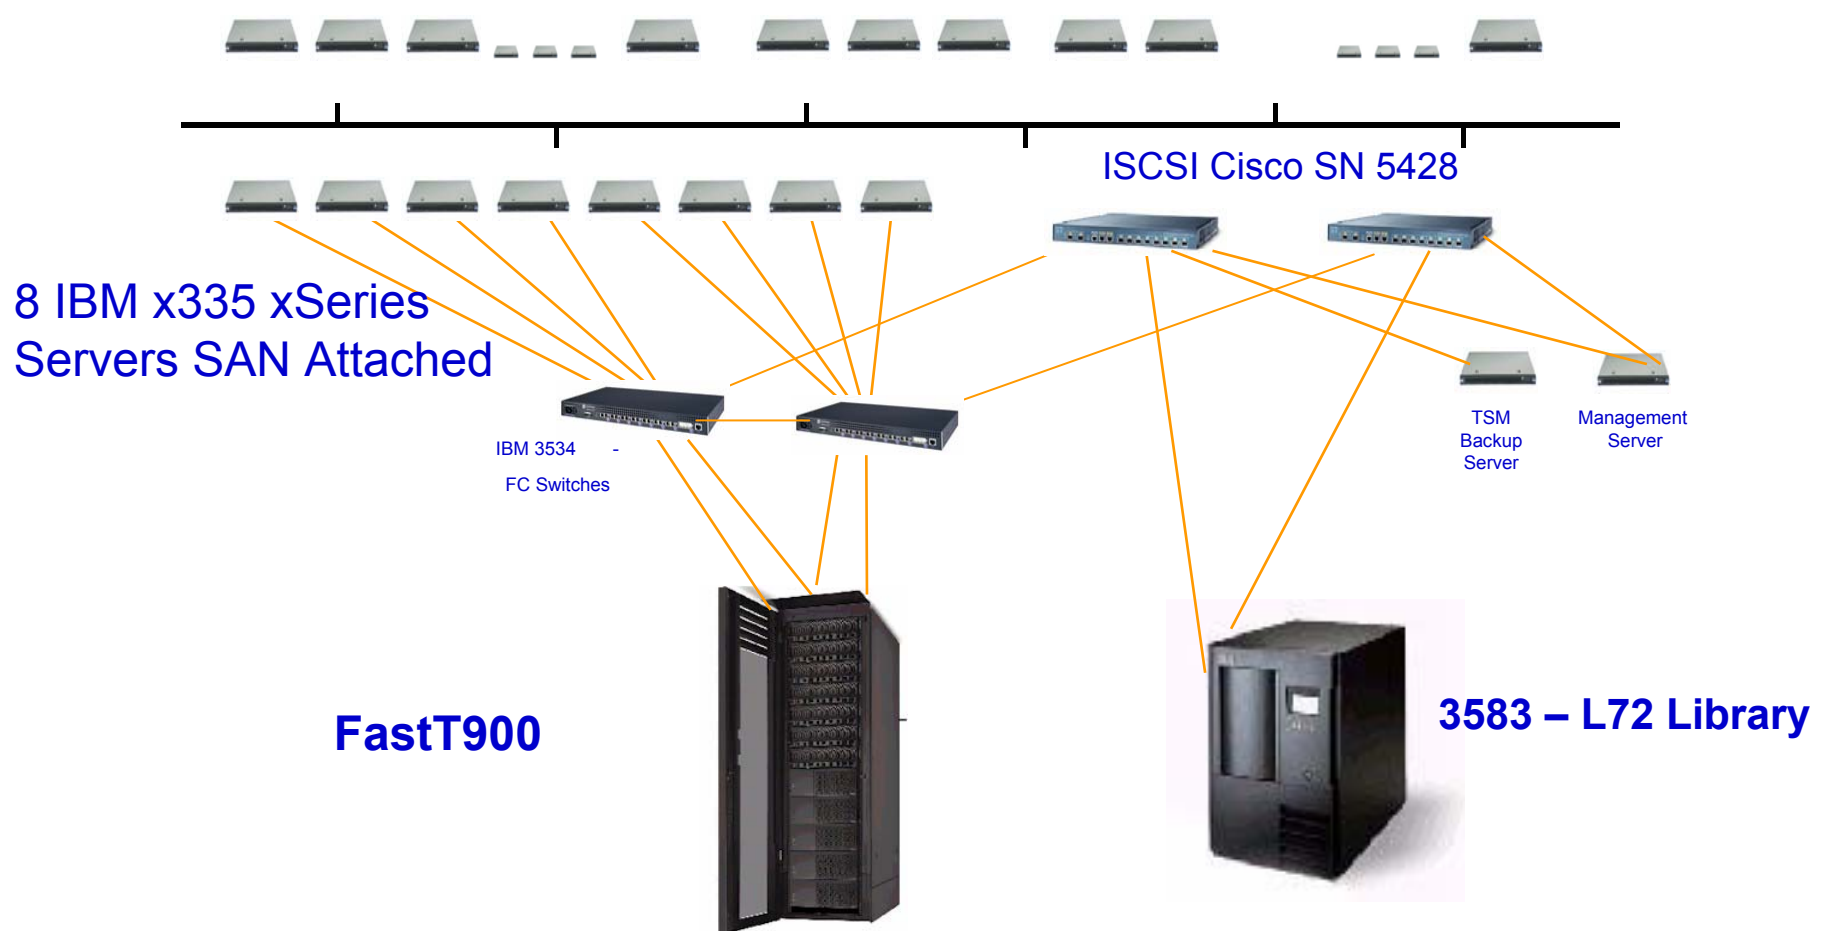 ISCSI Cisco SN 5428
8 IBM x335 xSeries
Servers SAN Attached
IBM 3534 -
FC Switches
TSM
Backup
Server
Management
Server
FastT900
3583 – L72 Library